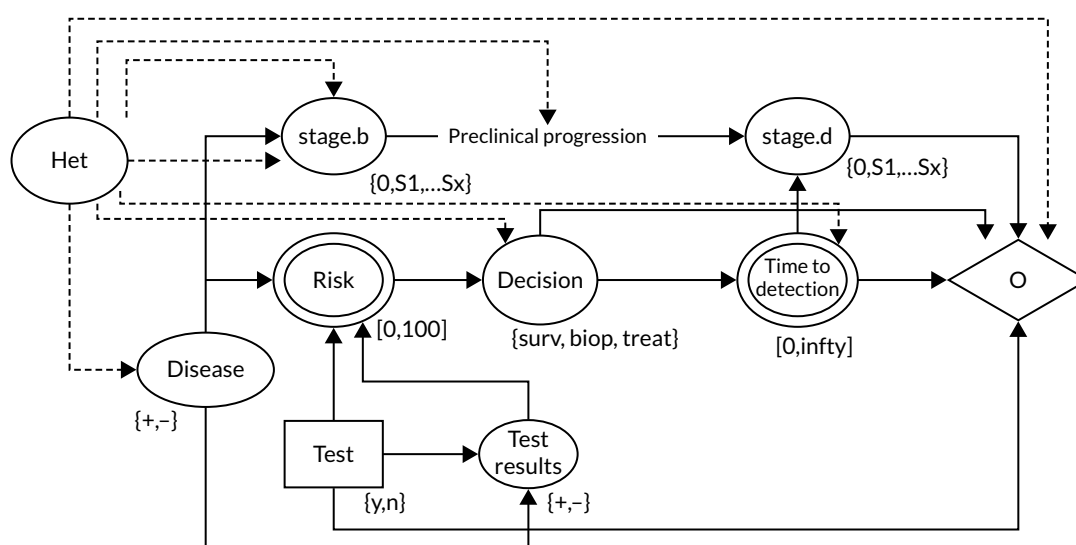 Het
stage.b
Preclinical progression
stage.d
{0,S1,...Sx}
{0,S1,...Sx}
Risk
Decision
Time to
detection
O
[0,100]
{surv, biop, treat}
[0,infty]
Disease
{+,–}
Test
Test
results
{y,n}
{+,–}